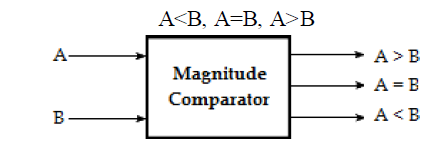 A<B, A=B, A>B
A
Magnitude
Comparator
B
A > B
A = B
A < B